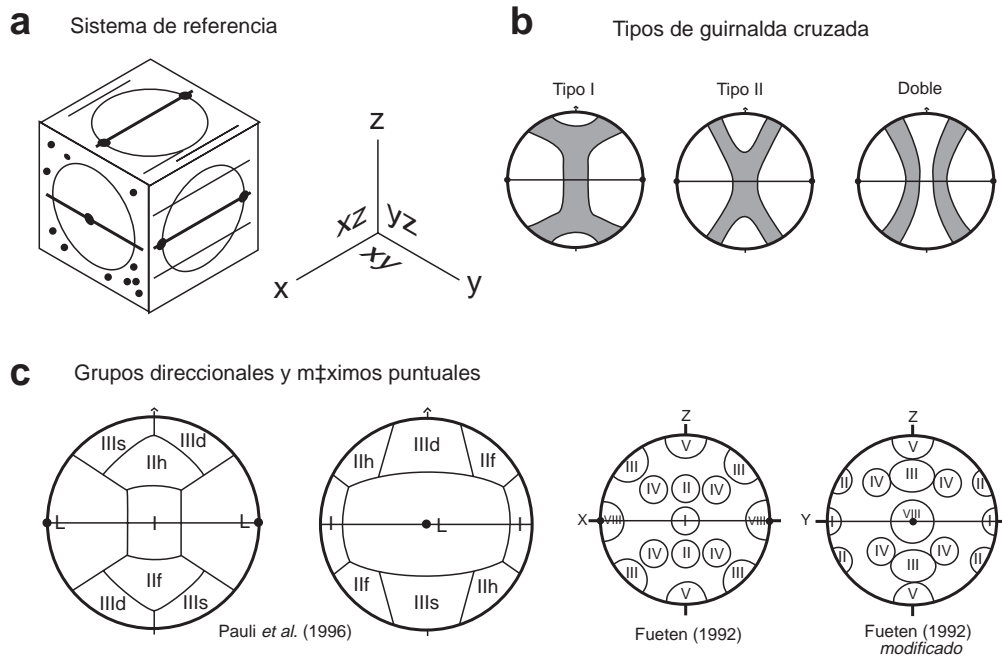 a Sistema de referencia
z
xz yz
xy
x y
b Tipos de guirnalda cruzada
Tipo I Tipo II Doble
c Grupos direccionales y m‡ximos puntuales
IIIs IIId
IIh
L I L
IIf
IIId IIIs
IIId
IIh IIf
I L I
IIf IIh
IIIs
Pauli et al. (1996)
Z
V
III III
IV II IV
X VIII I VIII
IV II IV
III III
V
Fueten (1992)
Z
V
II III II
IV IV
Y I VIII I
IV IV
II III II
V
Fueten (1992)
modificado